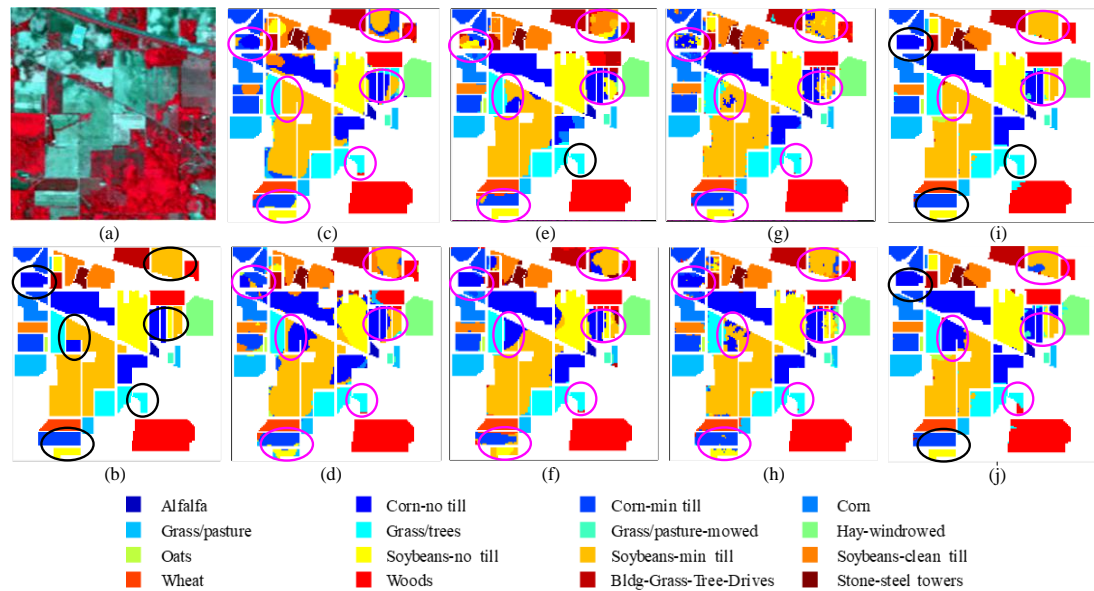 (a)
(c)
(e)
(g)
(i)
(b)
(d)
(f)
(h)
(j)
Alfalfa
Corn-no till
Corn-min till
Corn
Grass/pasture
Grass/trees
Grass/pasture-mowed
Hay-windrowed
Oats
Soybeans-no till
Soybeans-min till
Soybeans-clean till
Wheat
Woods
Bldg-Grass-Tree-Drives
Stone-steel towers